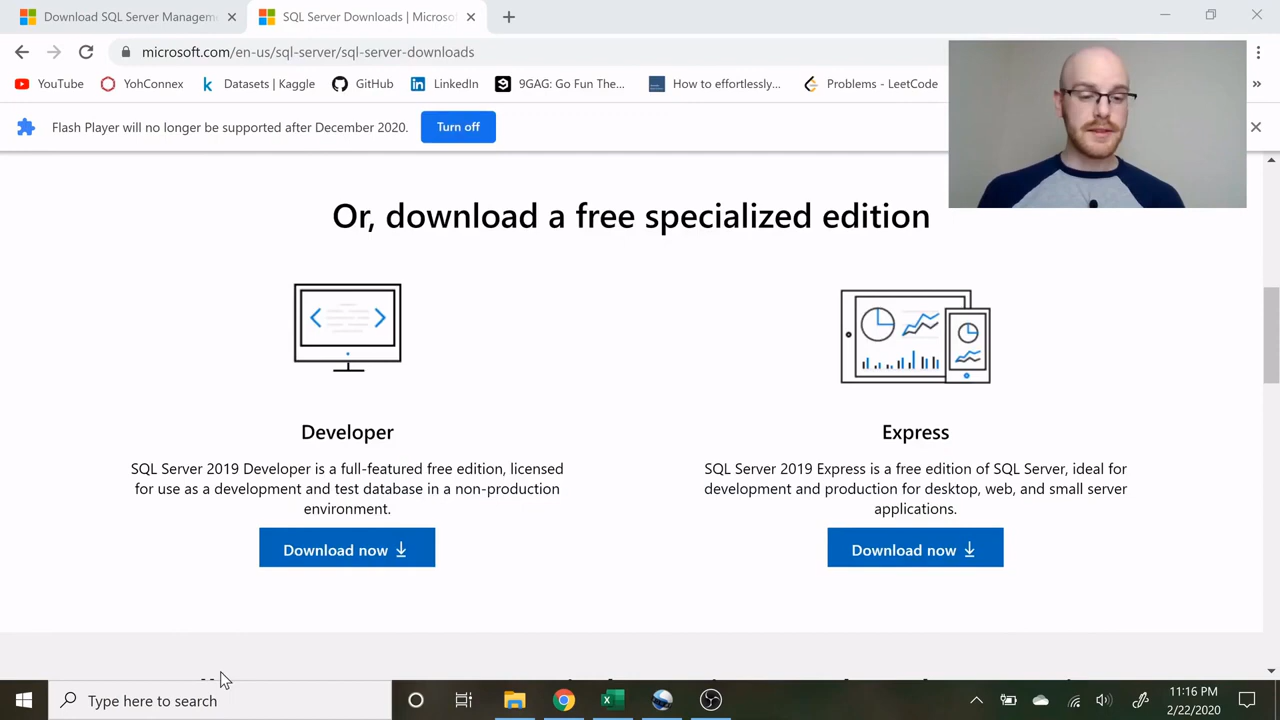 Download SQL Server Managem
SQL Server Downloads | Microso
microsoft.com/en-us/sql-server/sql-server-downloads
YouTube
YohConnex
Datasets | Kaggle
GitHub
LinkedIn
9GAG: Go Fun The...
How to effortlessly...
Problems - LeetCode
Flash Player will no longer be supported after December 2020.
Turn off
Or, download a free specialized edition
Developer
SQL Server 2019 Developer is a full-featured free edition, licensed
for use as a development and test database in a non-production
environment.
Download now
Express
SQL Server 2019 Express is a free edition of SQL Server, ideal for
development and production for desktop, web, and small server
applications.
Download now
Type here to search
11:16 PM
2/22/2020